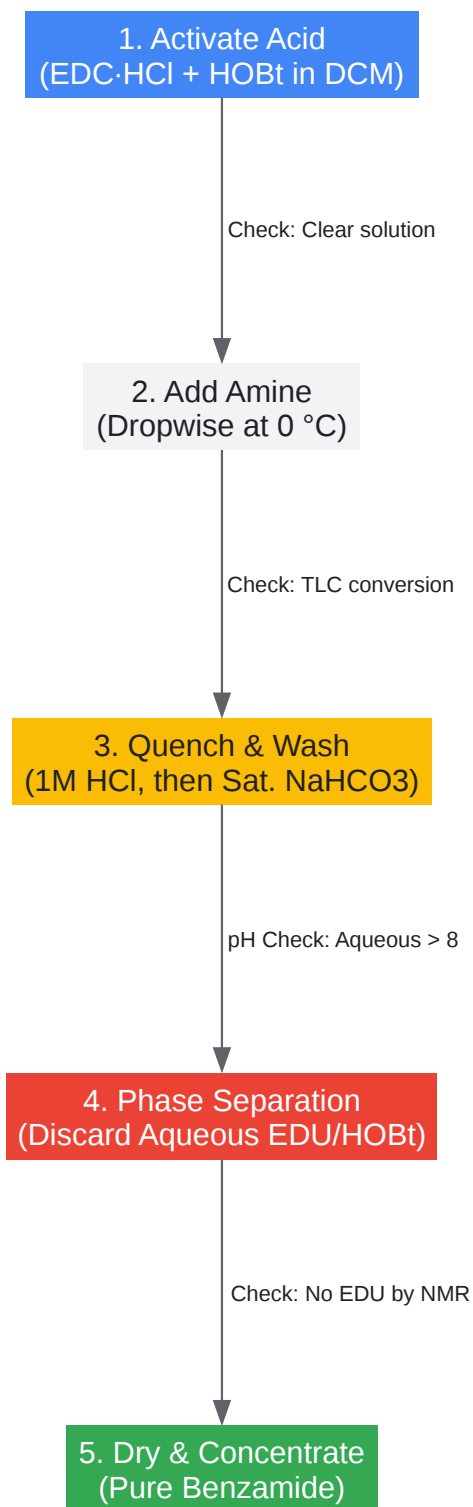 1. Activate Acid
(EDC·HCl + HOBt in DCM)
Check: Clear solution
2. Add Amine
(Dropwise at 0 °C)
Check: TLC conversion
3. Quench & Wash
(1M HCl, then Sat. NaHCO3)
pH Check: Aqueous > 8
4. Phase Separation
(Discard Aqueous EDU/HOBt)
Check: No EDU by NMR
5. Dry & Concentrate
(Pure Benzamide)